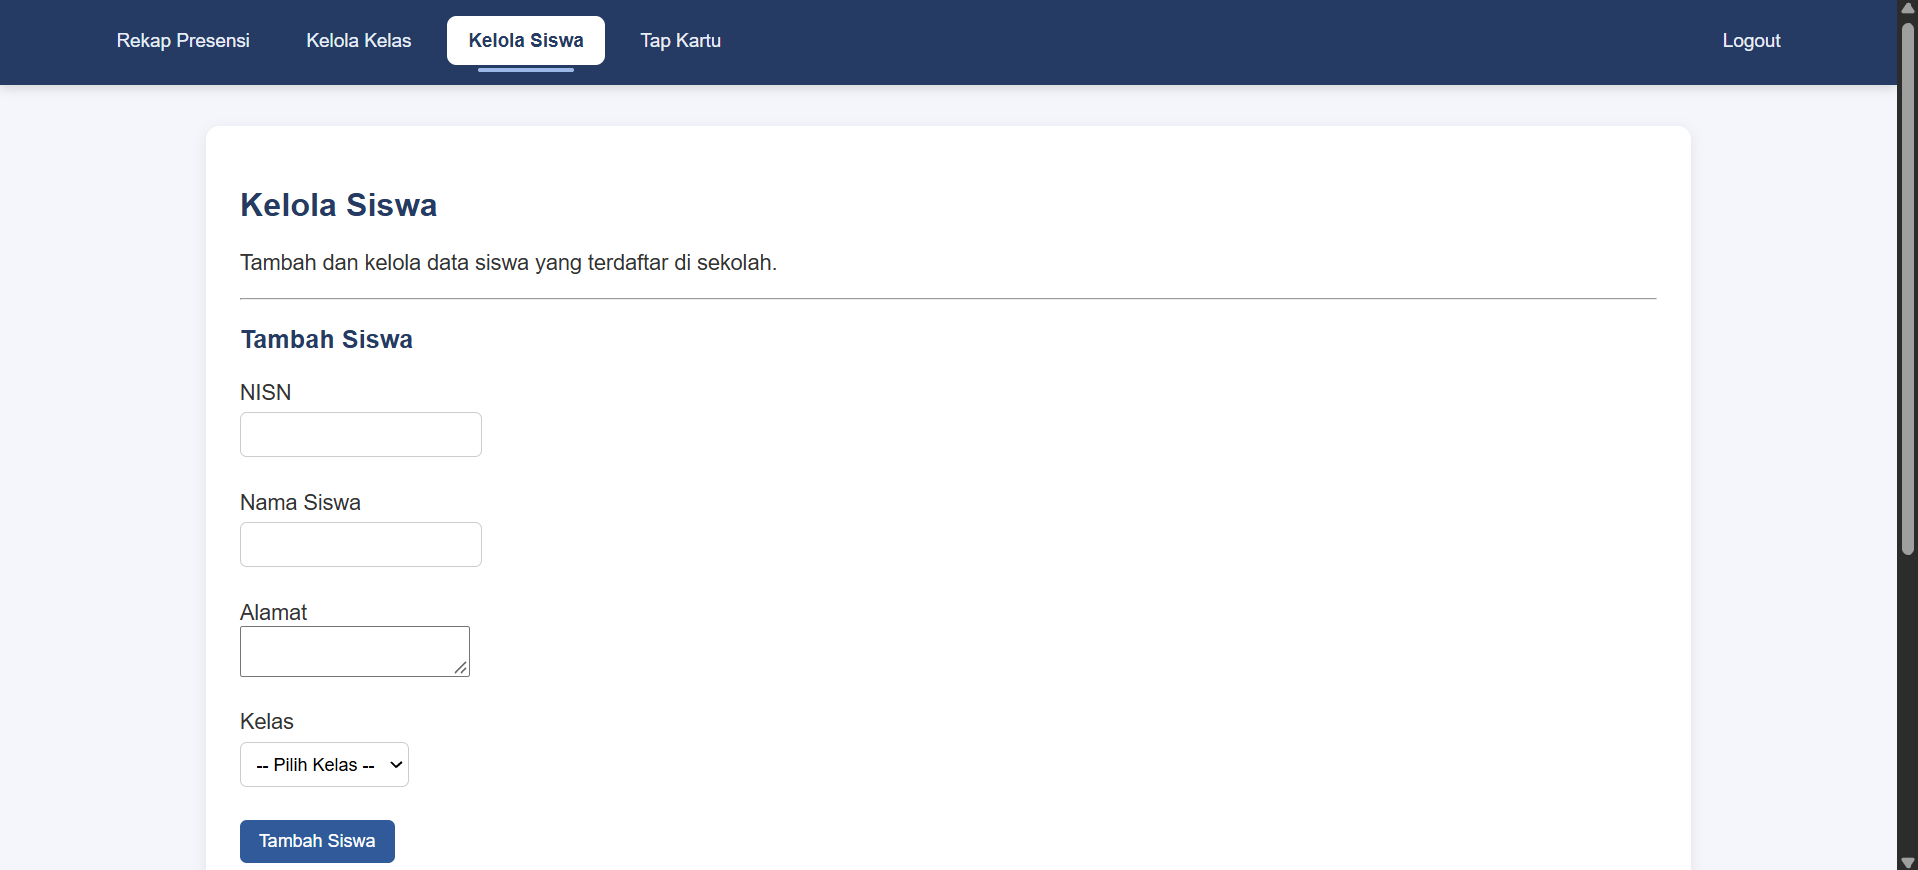 Rekap Presensi
Kelola Kelas
Kelola Siswa
Tap Kartu
Logout
Kelola Siswa
Tambah dan kelola data siswa yang terdaftar di sekolah.
Tambah Siswa
NISN
Nama Siswa
Alamat
Kelas
-- Pilih Kelas --
Tambah Siswa